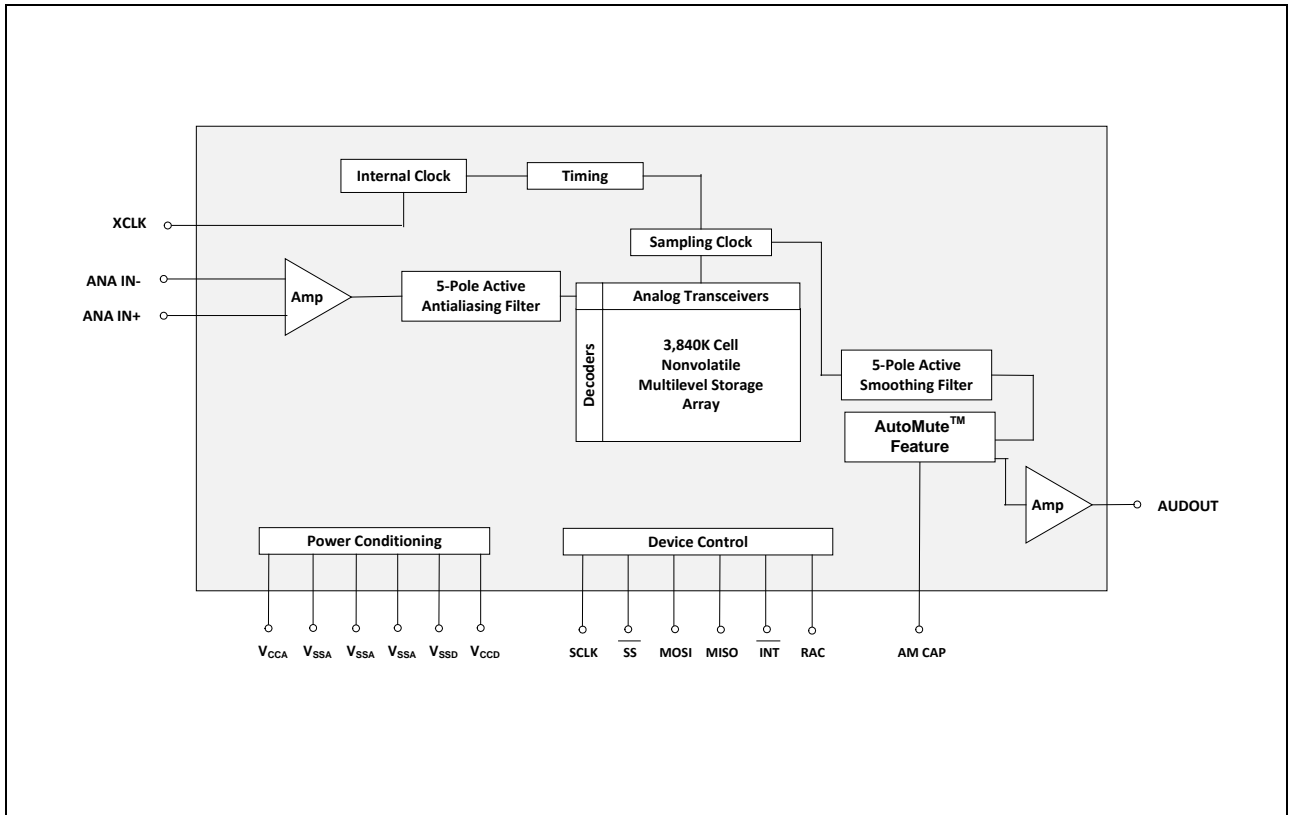 Internal Clock
Timing
XCLK
Sampling Clock
ANA IN-
ANA IN+
Amp
5-Pole Active
Antialiasing Filter
Decoders
Analog Transceivers
3,840K Cell
Nonvolatile
Multilevel Storage
Array
5-Pole Active
Smoothing Filter
AutoMute™
Feature
Amp
AUDOUT
Power Conditioning
Device Control
VCCA VSSA VSSA VSSA VSSD VCCD
SCLK S̅S̅ MOSI MISO I̅N̅T̅ RAC
AM CAP